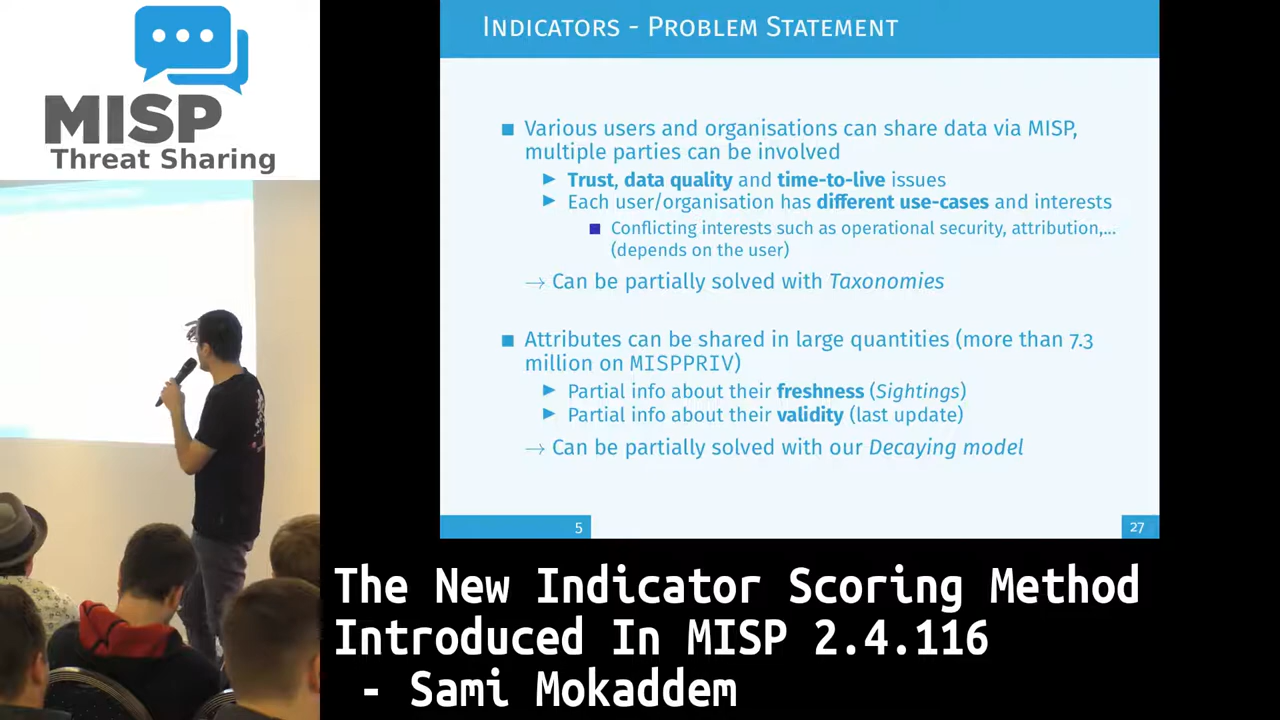 MISP
Threat Sharing
INDICATORS - PROBLEM STATEMENT
■ Various users and organisations can share data via MISP,
multiple parties can be involved
▶ Trust, data quality and time-to-live issues
▶ Each user/organisation has different use-cases and interests
■ Conflicting interests such as operational security, attribution,...
(depends on the user)
→ Can be partially solved with Taxonomies
■ Attributes can be shared in large quantities (more than 7.3
million on MISPPRIV)
▶ Partial info about their freshness (Sightings)
▶ Partial info about their validity (last update)
→ Can be partially solved with our Decaying model
5
27
The New Indicator Scoring Method
Introduced In MISP 2.4.116
- Sami Mokaddem